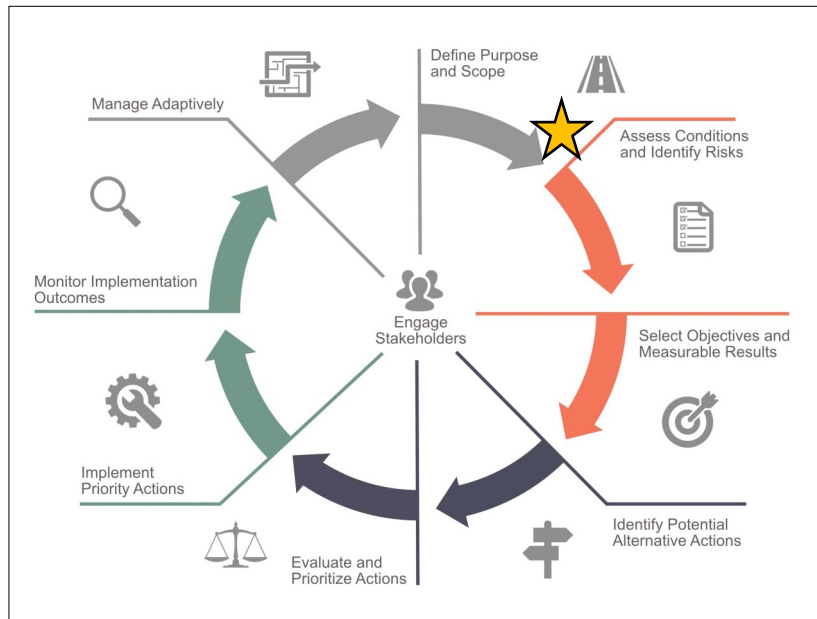 Define Purpose
and Scope
Assess Conditions
and Identify Risks
Select Objectives and
Measurable Results
Identify Potential
Alternative Actions
Evaluate and
Prioritize Actions
Implement
Priority Actions
Monitor Implementation
Outcomes
Manage Adaptively
Engage
Stakeholders